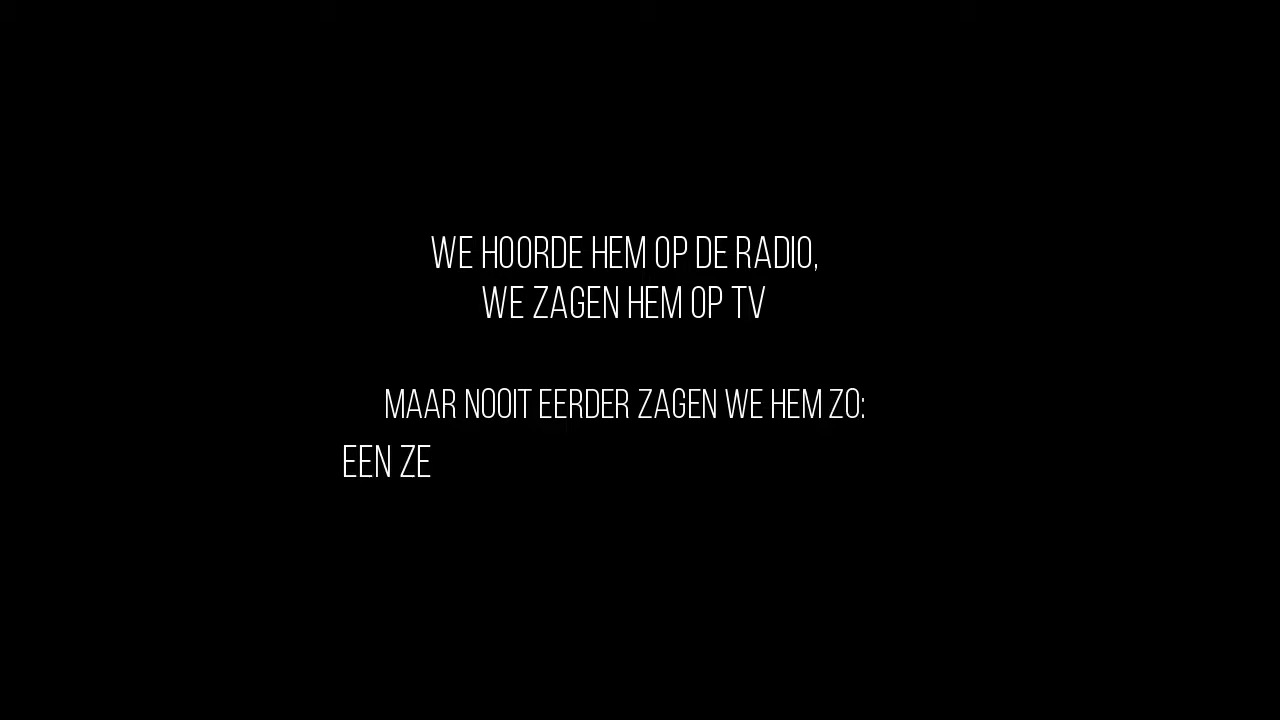 WE HOORDE HEM OP DE RADIO,
WE ZAGEN HEM OP TV
MAAR NOOIT EERDER ZAGEN WE HEM ZO:
EEN ZE